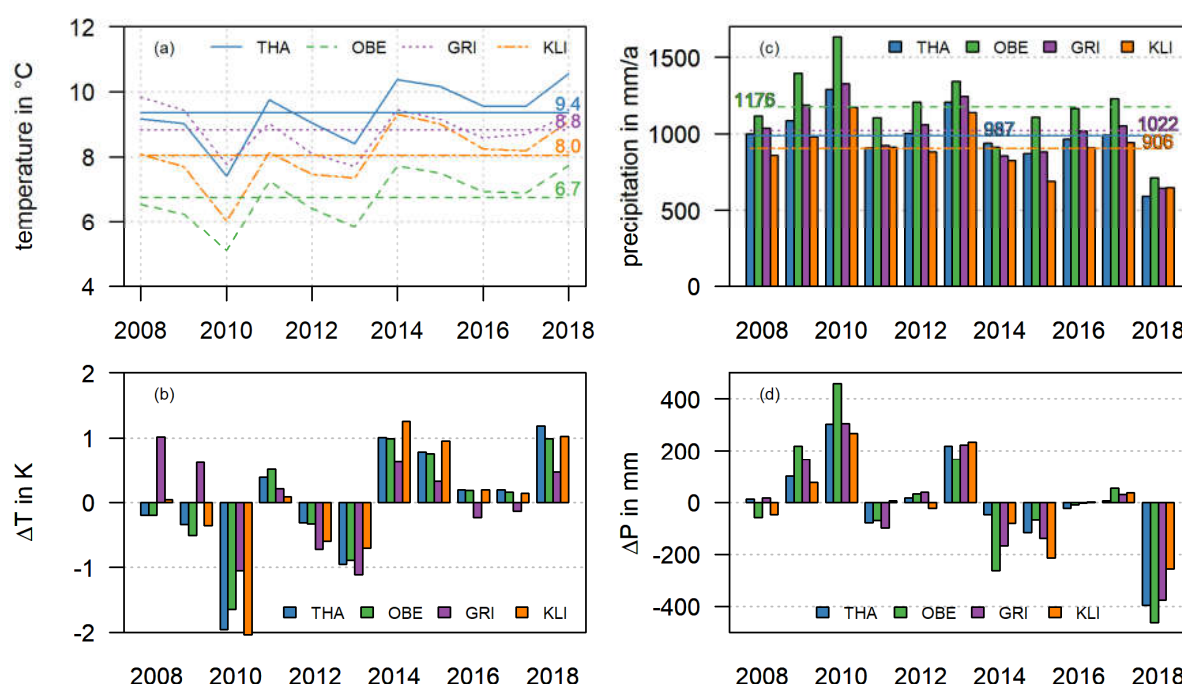 temperature in °C
12
10
8
6
4
(a) THA OBE GRI KLI
9.4
8.8
8.0
6.7
2008 2010 2012 2014 2016 2018
precipitation in mm/a
1500
1000
500
0
(c) THA OBE GRI KLI
1176
987
1022
906
2008 2010 2012 2014 2016 2018
ΔT in K
2
1
0
-1
-2
(b)
THA OBE GRI KLI
2008 2010 2012 2014 2016 2018
ΔP in mm
400
200
0
-200
-400
(d)
THA OBE GRI KLI
2008 2010 2012 2014 2016 2018